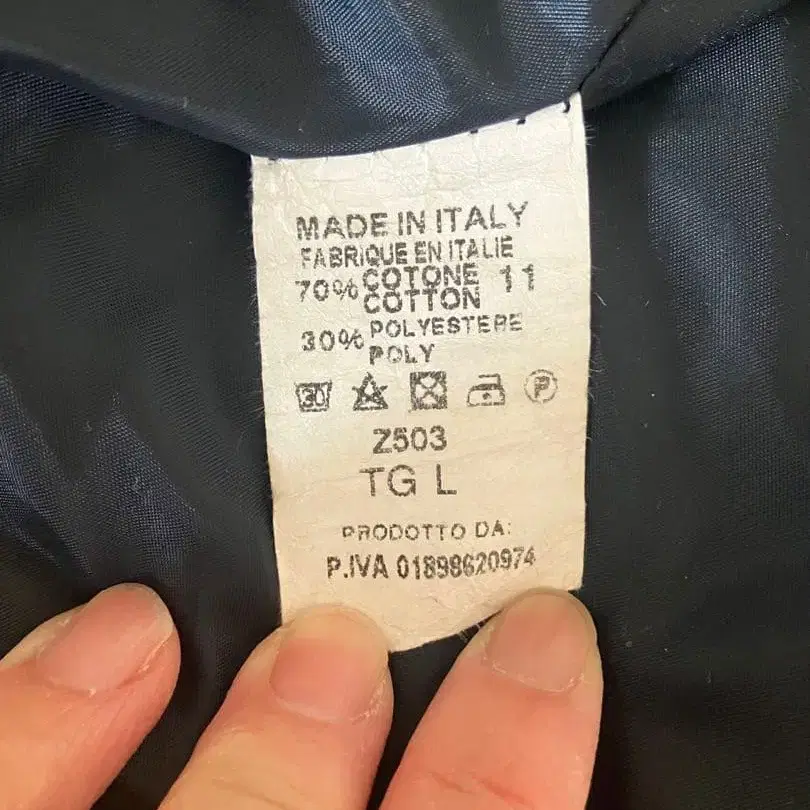 MADE IN ITALY
FABRIQUE EN ITALIE
70% COTONE 11
COTTON
30% POLYESTERE
POLY
30 P
Z503
TG L
PRODOTTO DA:
P.IVA 01898620974